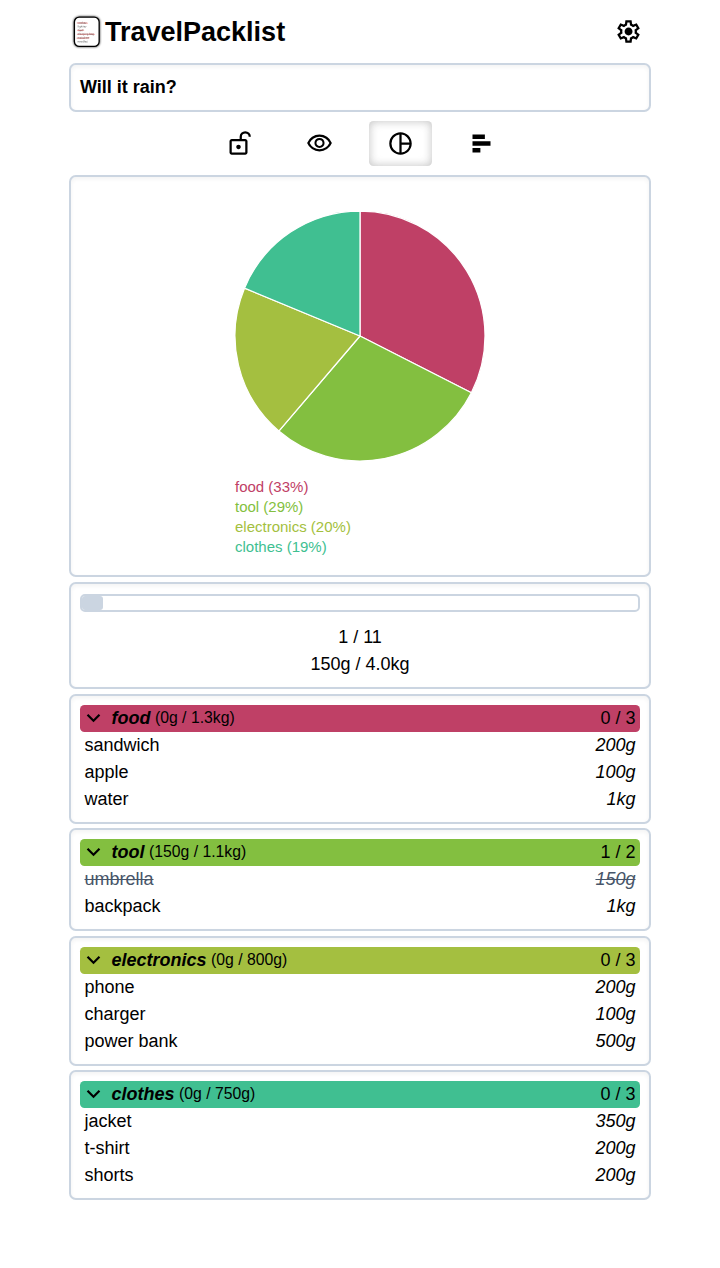 TravelPacklist
Will it rain?
food (33%)
tool (29%)
electronics (20%)
clothes (19%)
1 / 11
150g / 4.0kg
food (0g / 1.3kg) 0 / 3
sandwich 200g
apple 100g
water 1kg
tool (150g / 1.1kg) 1 / 2
umbrella 150g
backpack 1kg
electronics (0g / 800g) 0 / 3
phone 200g
charger 100g
power bank 500g
clothes (0g / 750g) 0 / 3
jacket 350g
t-shirt 200g
shorts 200g